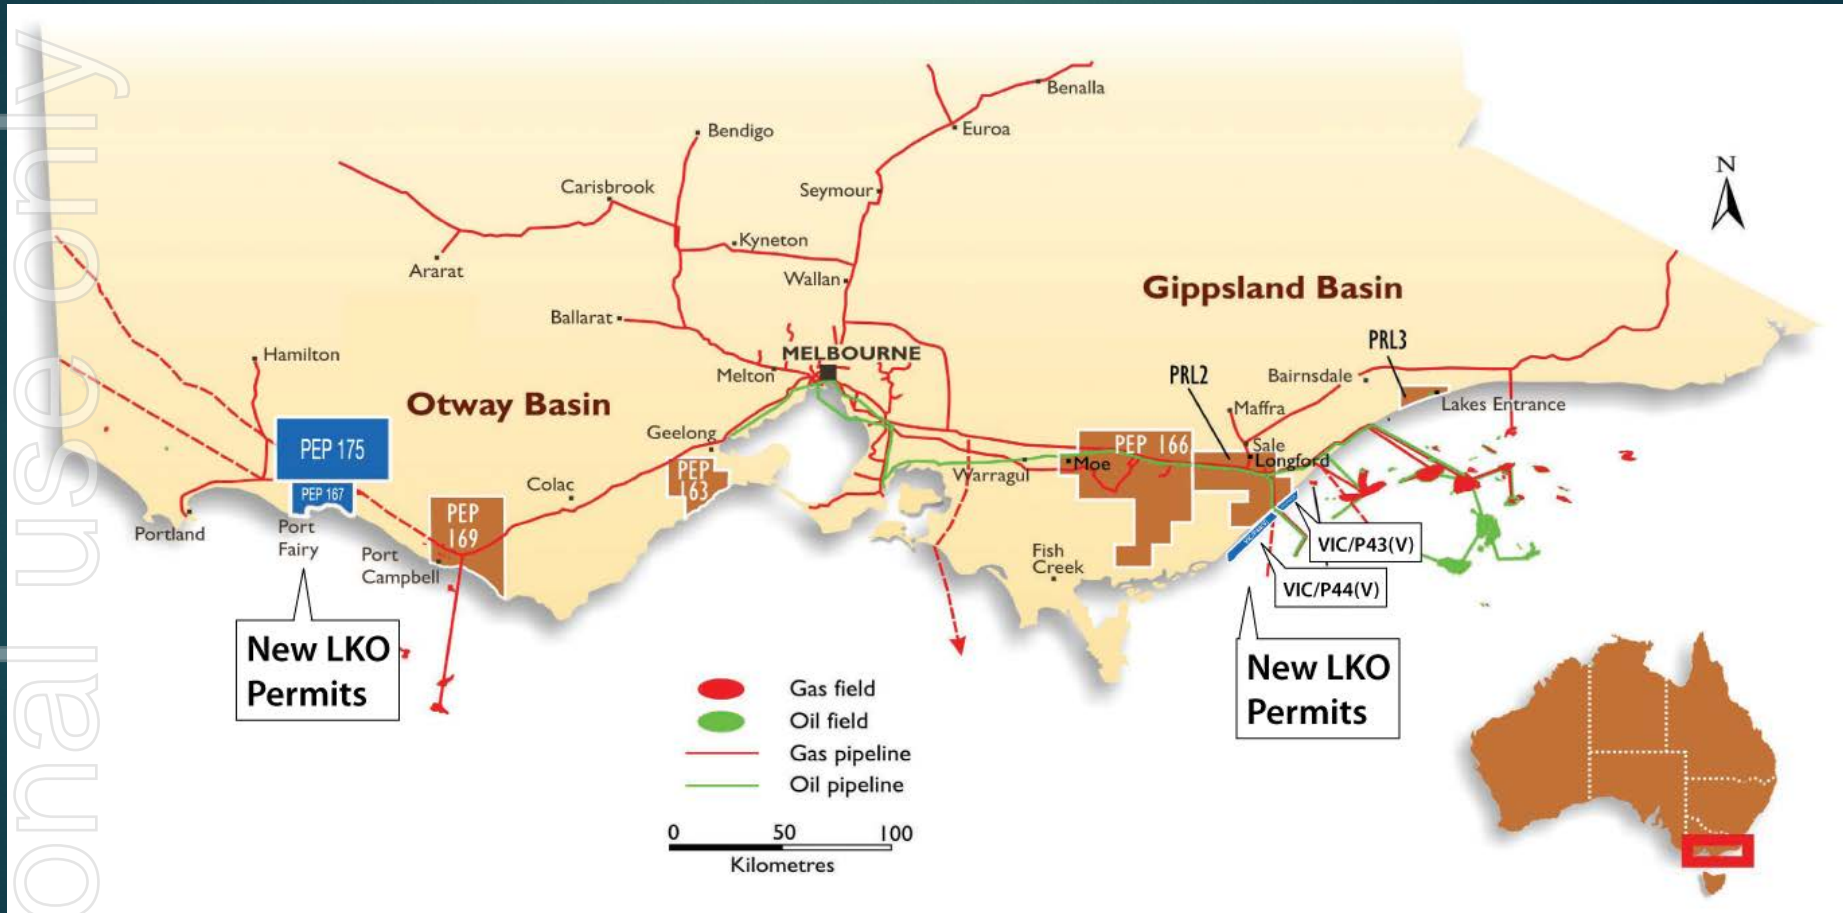 onal use only
Benalla
Euroa
Bendigo
Seymour
Carisbrook
Kyneton
Wallan
Ararat
Ballarat
Gippsland Basin
N
PRL3
MELBOURNE
Melton
Hamilton
PRL2
Bairnsdale
Lakes Entrance
Maffra
Otway Basin
Geelong
Sale
Longford
PEP 175
PEP 166
Moe
Warragul
PEP
163
Colac
PEP 167
PEP
169
Portland
Port
Fairy
Port
Campbell
Fish
Creek
VIC/P43(V)
VIC/P44(V)
New LKO
Permits
New LKO
Permits
Gas field
Oil field
Gas pipeline
Oil pipeline
0 50 100
Kilometres